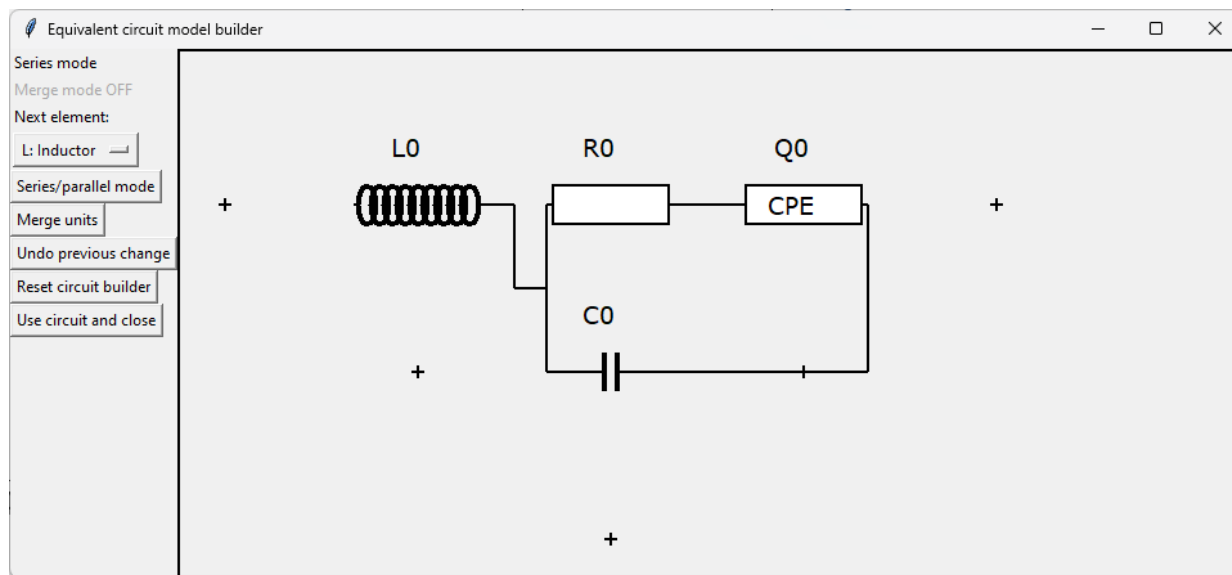 Equivalent circuit model builder
Series mode
Merge mode OFF
Next element:
L: Inductor
Series/parallel mode
Merge units
Undo previous change
Reset circuit builder
Use circuit and close
L0 R0 Q0
CPE
C0